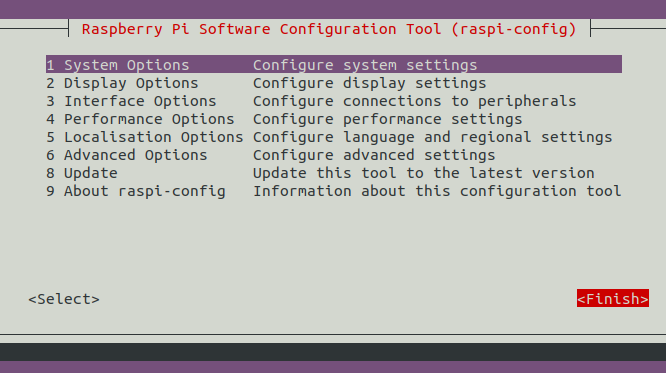 Raspberry Pi Software Configuration Tool (raspi-config)
1 System Options Configure system settings
2 Display Options Configure display settings
3 Interface Options Configure connections to peripherals
4 Performance Options Configure performance settings
5 Localisation Options Configure language and regional settings
6 Advanced Options Configure advanced settings
8 Update Update this tool to the latest version
9 About raspi-config Information about this configuration tool
<Select> <Finish>